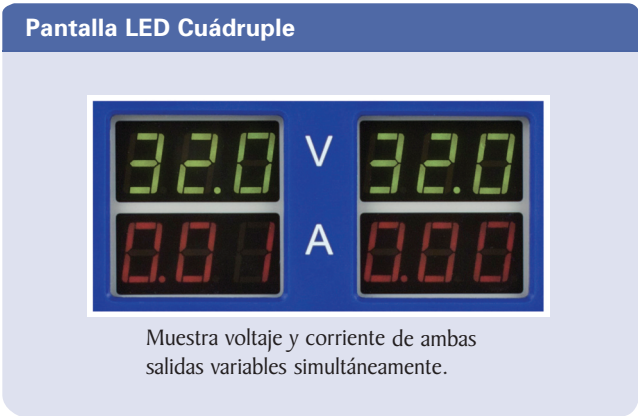 Pantalla LED Cuádruple
32.0 V 32.0
0.01 A 0.00
Muestra voltaje y corriente de ambas
salidas variables simultáneamente.